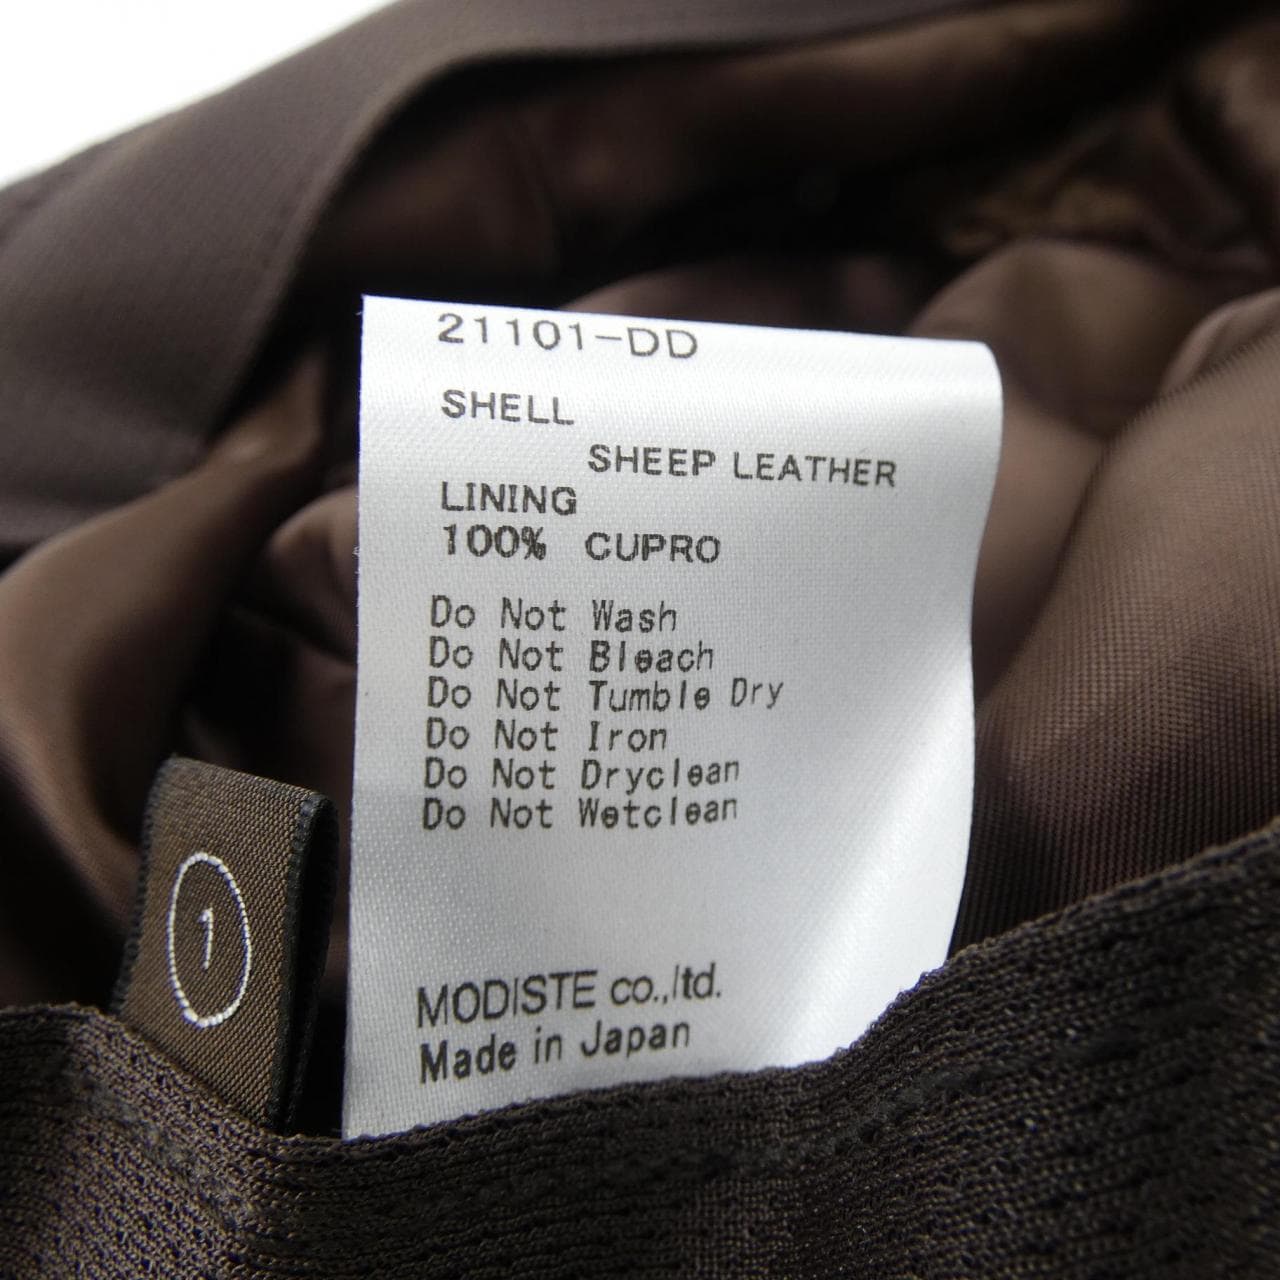 21101-DD
SHELL
SHEEP LEATHER
LINING
100% CUPRO
Do Not Wash
Do Not Bleach
Do Not Tumble Dry
Do Not Iron
Do Not Dryclean
Do Not Wetclean
MODISTE co.,ltd.
Made in Japan
1